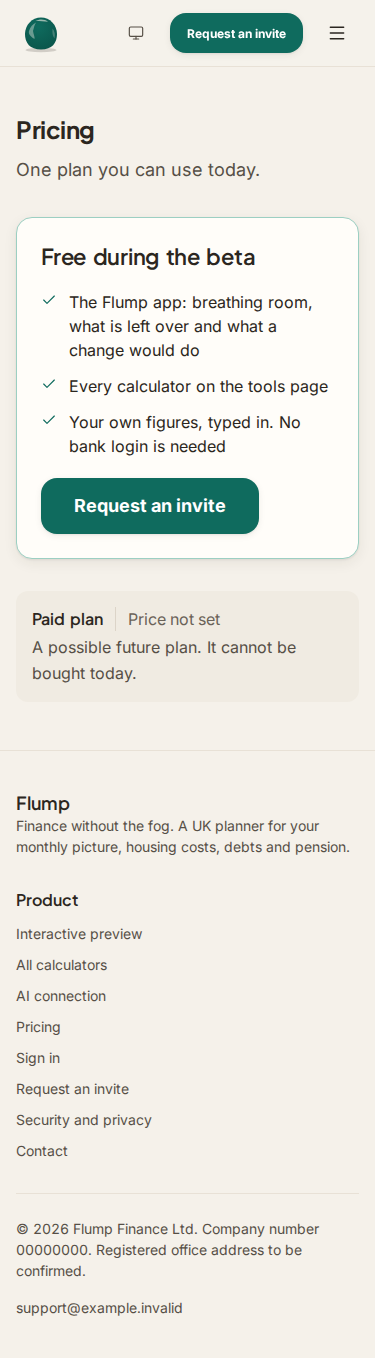 Request an invite
Pricing
One plan you can use today.
Free during the beta
The Flump app: breathing room,
what is left over and what a
change would do
Every calculator on the tools page
Your own figures, typed in. No
bank login is needed
Request an invite
Paid plan
Price not set
A possible future plan. It cannot be
bought today.
Flump
Finance without the fog. A UK planner for your
monthly picture, housing costs, debts and pension.
Product
Interactive preview
All calculators
AI connection
Pricing
Sign in
Request an invite
Security and privacy
Contact
© 2026 Flump Finance Ltd. Company number
00000000. Registered office address to be
confirmed.
support@example.invalid